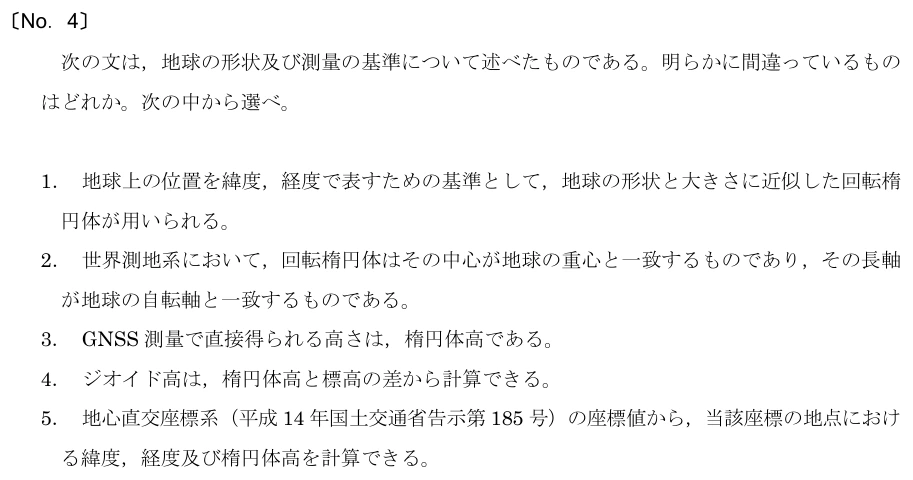 〔No. 4〕
次の文は，地球の形状及び測量の基準について述べたものである。明らかに間違っているもの
はどれか。次の中から選べ。
1. 地球上の位置を緯度，経度で表すための基準として，地球の形状と大きさに近似した回転楕
円体が用いられる。
2. 世界測地系において，回転楕円体はその中心が地球の重心と一致するものであり，その長軸
が地球の自転軸と一致するものである。
3. GNSS 測量で直接得られる高さは，楕円体高である。
4. ジオイド高は，楕円体高と標高の差から計算できる。
5. 地心直交座標系（平成 14 年国土交通省告示第 185 号）の座標値から，当該座標の地点におけ
る緯度，経度及び楕円体高を計算できる。